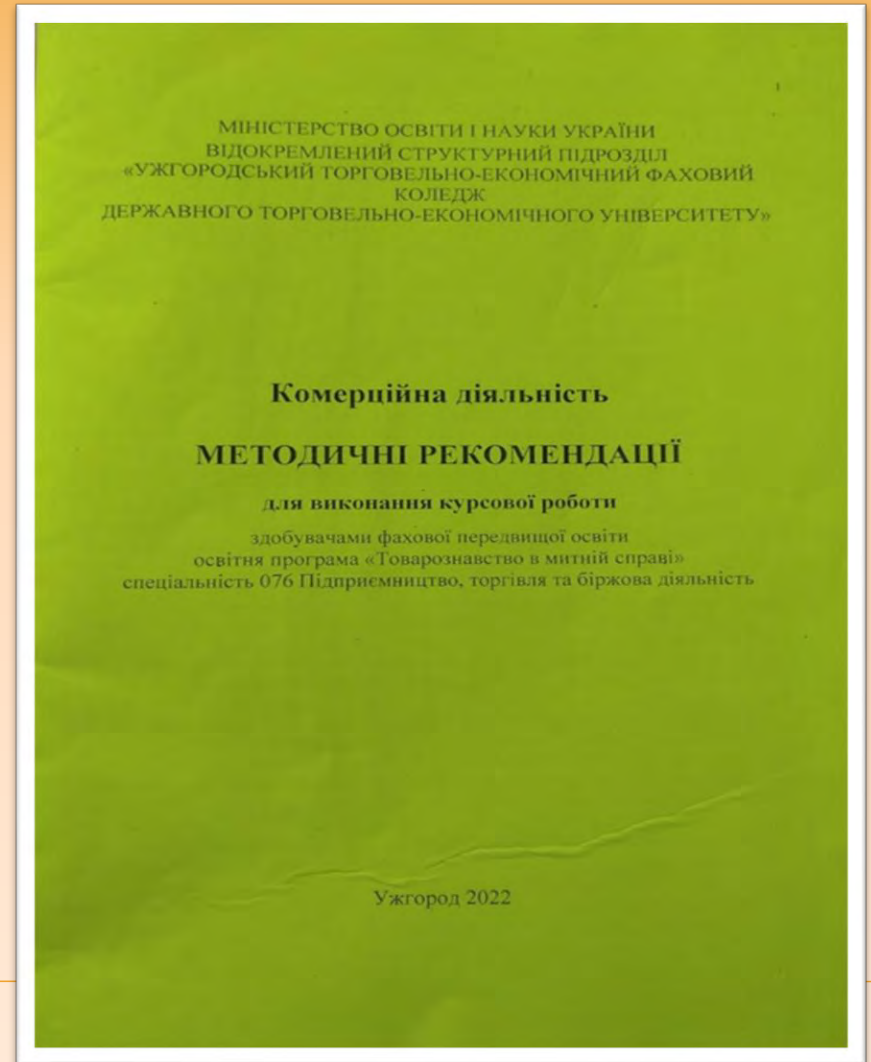 1
МІНІСТЕРСТВО ОСВІТИ І НАУКИ УКРАЇНИ
ВІДОКРЕМЛЕНИЙ СТРУКТУРНИЙ ПІДРОЗДІЛ
«УЖГОРОДСЬКИЙ ТОРГОВЕЛЬНО-ЕКОНОМІЧНИЙ ФАХОВИЙ
КОЛЕДЖ
ДЕРЖАВНОГО ТОРГОВЕЛЬНО-ЕКОНОМІЧНОГО УНІВЕРСИТЕТУ»
Комерційна діяльність
МЕТОДИЧНІ РЕКОМЕНДАЦІЇ
для виконання курсової роботи
здобувачами фахової передвищої освіти
освітня програма «Товарознавство в митній справі»
спеціальність 076 Підприємництво, торгівля та біржова діяльність
Ужгород 2022